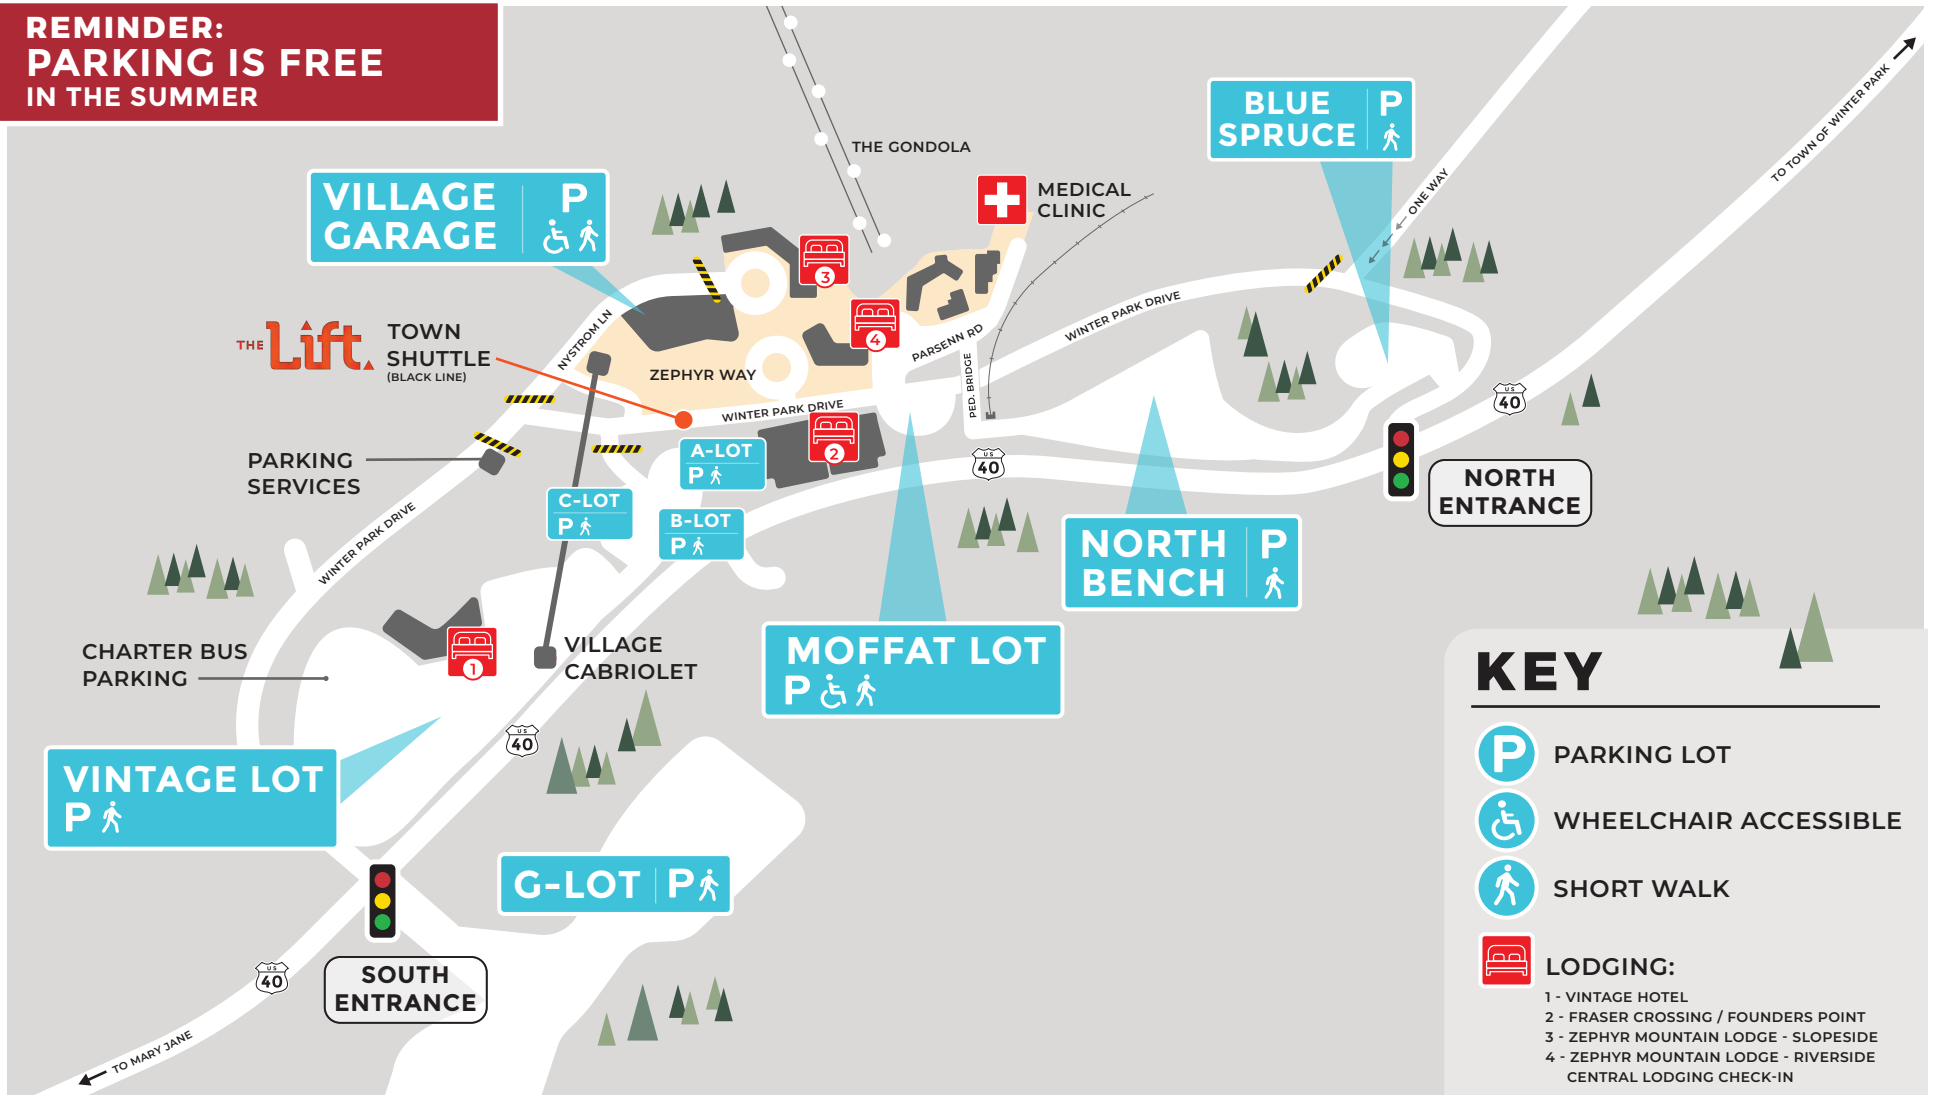 REMINDER:
PARKING IS FREE
IN THE SUMMER
THE GONDOLA
MEDICAL
CLINIC
BLUE
SPRUCE
P
ONE WAY
TO TOWN OF WINTER PARK
VILLAGE
GARAGE
P
THE Lift.
TOWN
SHUTTLE
(BLACK LINE)
NYSTROM LN
3
4
ZEPHYR WAY
PARSENN RD
PED. BRIDGE
WINTER PARK DRIVE
WINTER PARK DRIVE
US
40
PARKING
SERVICES
A-LOT
P
2
US
40
NORTH
ENTRANCE
C-LOT
P
B-LOT
P
WINTER PARK DRIVE
NORTH
BENCH
P
CHARTER BUS
PARKING
1
VILLAGE
CABRIOLET
MOFFAT LOT
P
US
40
VINTAGE LOT
P
G-LOT
P
SOUTH
ENTRANCE
US
40
TO MARY JANE
KEY
P
PARKING LOT
WHEELCHAIR ACCESSIBLE
SHORT WALK
LODGING:
1 - VINTAGE HOTEL
2 - FRASER CROSSING / FOUNDERS POINT
3 - ZEPHYR MOUNTAIN LODGE - SLOPESIDE
4 - ZEPHYR MOUNTAIN LODGE - RIVERSIDE
CENTRAL LODGING CHECK-IN